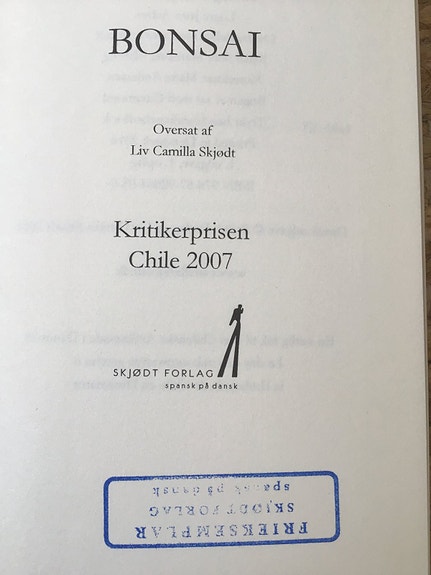 BONSAI
Oversat af
Liv Camilla Skjødt
Kritikerprisen
Chile 2007
SKJØDT FORLAG
spansk på dansk
FRIEKSEMPLAR
SKJØDT FORLAG
spansk på dansk